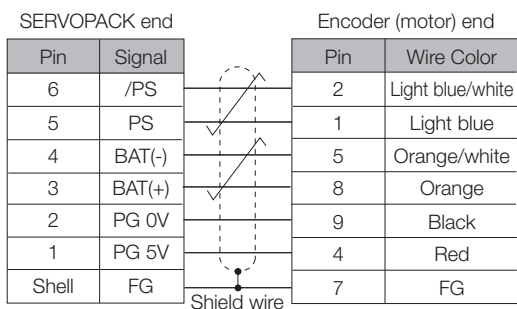 SERVOPACK end Encoder (motor) end
Pin Signal Pin Wire Color
6 /PS 2 Light blue/white
5 PS 1 Light blue
4 BAT(-) 5 Orange/white
3 BAT(+) 8 Orange
2 PG 0V 9 Black
1 PG 5V 4 Red
Shell FG 7 FG
Shield wire